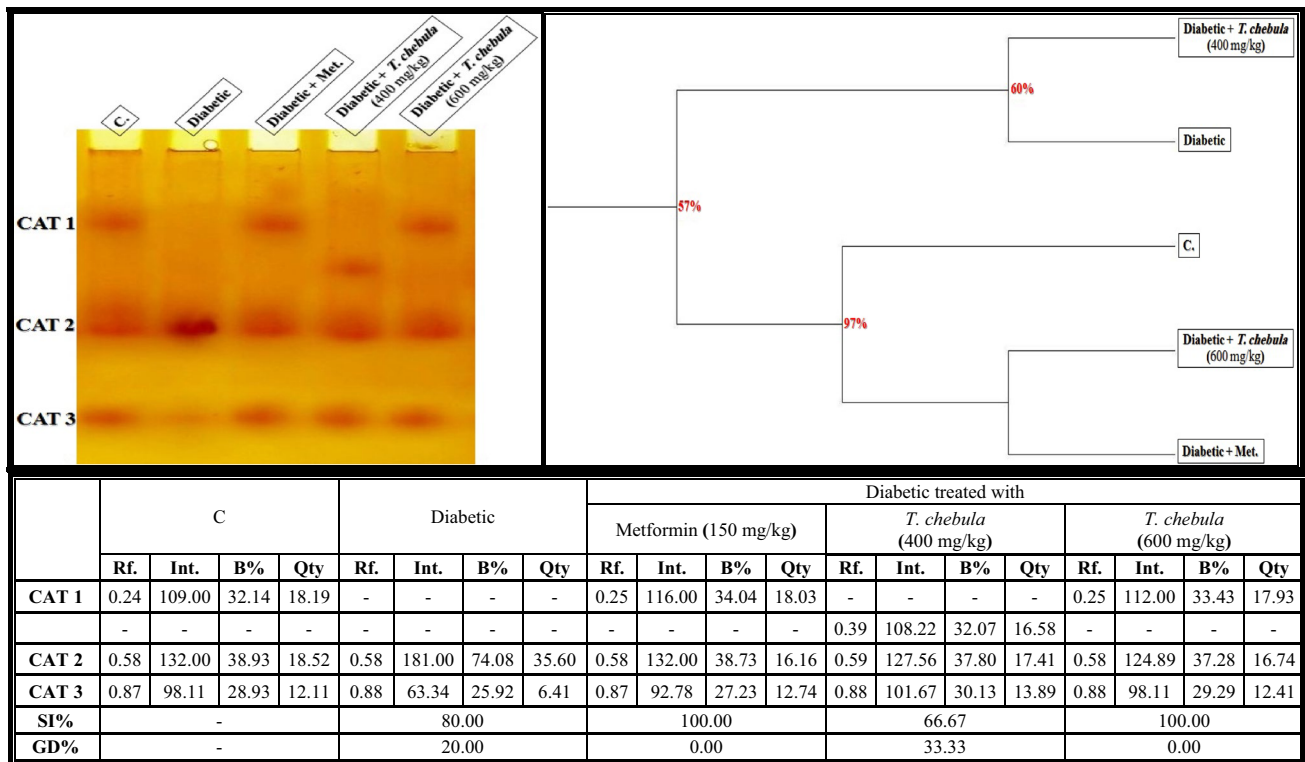 C.
Diabetic
Diabetic + Met.
Diabetic + T. chebula
(400 mg/kg)
Diabetic + T. chebula
(600 mg/kg)
CAT 1
CAT 2
CAT 3
Diabetic + T. chebula
(400 mg/kg)
60%
Diabetic
57%
C.
97%
Diabetic + T. chebula
(600 mg/kg)
Diabetic + Met.
C Diabetic Diabetic treated with
Metformin (150 mg/kg) T. chebula
(400 mg/kg) T. chebula
(600 mg/kg)
Rf. Int. B% Qty Rf. Int. B% Qty Rf. Int. B% Qty Rf. Int. B% Qty Rf. Int. B% Qty
CAT 1 0.24 109.00 32.14 18.19 - - - - 0.25 116.00 34.04 18.03 - - - - 0.25 112.00 33.43 17.93
- - - - - - - - - - - - 0.39 108.22 32.07 16.58 - - - -
CAT 2 0.58 132.00 38.93 18.52 0.58 181.00 74.08 35.60 0.58 132.00 38.73 16.16 0.59 127.56 37.80 17.41 0.58 124.89 37.28 16.74
CAT 3 0.87 98.11 28.93 12.11 0.88 63.34 25.92 6.41 0.87 92.78 27.23 12.74 0.88 101.67 30.13 13.89 0.88 98.11 29.29 12.41
SI% - 80.00 100.00 66.67 100.00
GD% - 20.00 0.00 33.33 0.00